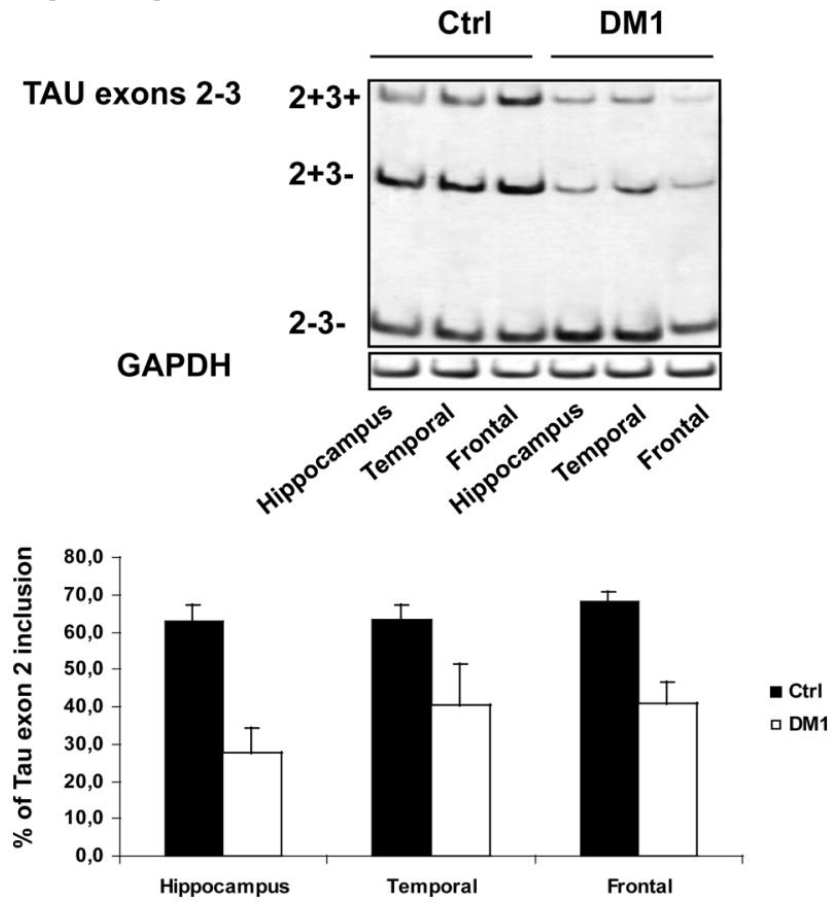 Ctrl DM1
TAU exons 2-3 2+3+
2+3-
2-3-
GAPDH
Hippocampus Temporal Frontal Hippocampus Temporal Frontal
% of Tau exon 2 inclusion
80,0
70,0
60,0
50,0
40,0
30,0
20,0
10,0
0,0
Ctrl
DM1
Hippocampus Temporal Frontal